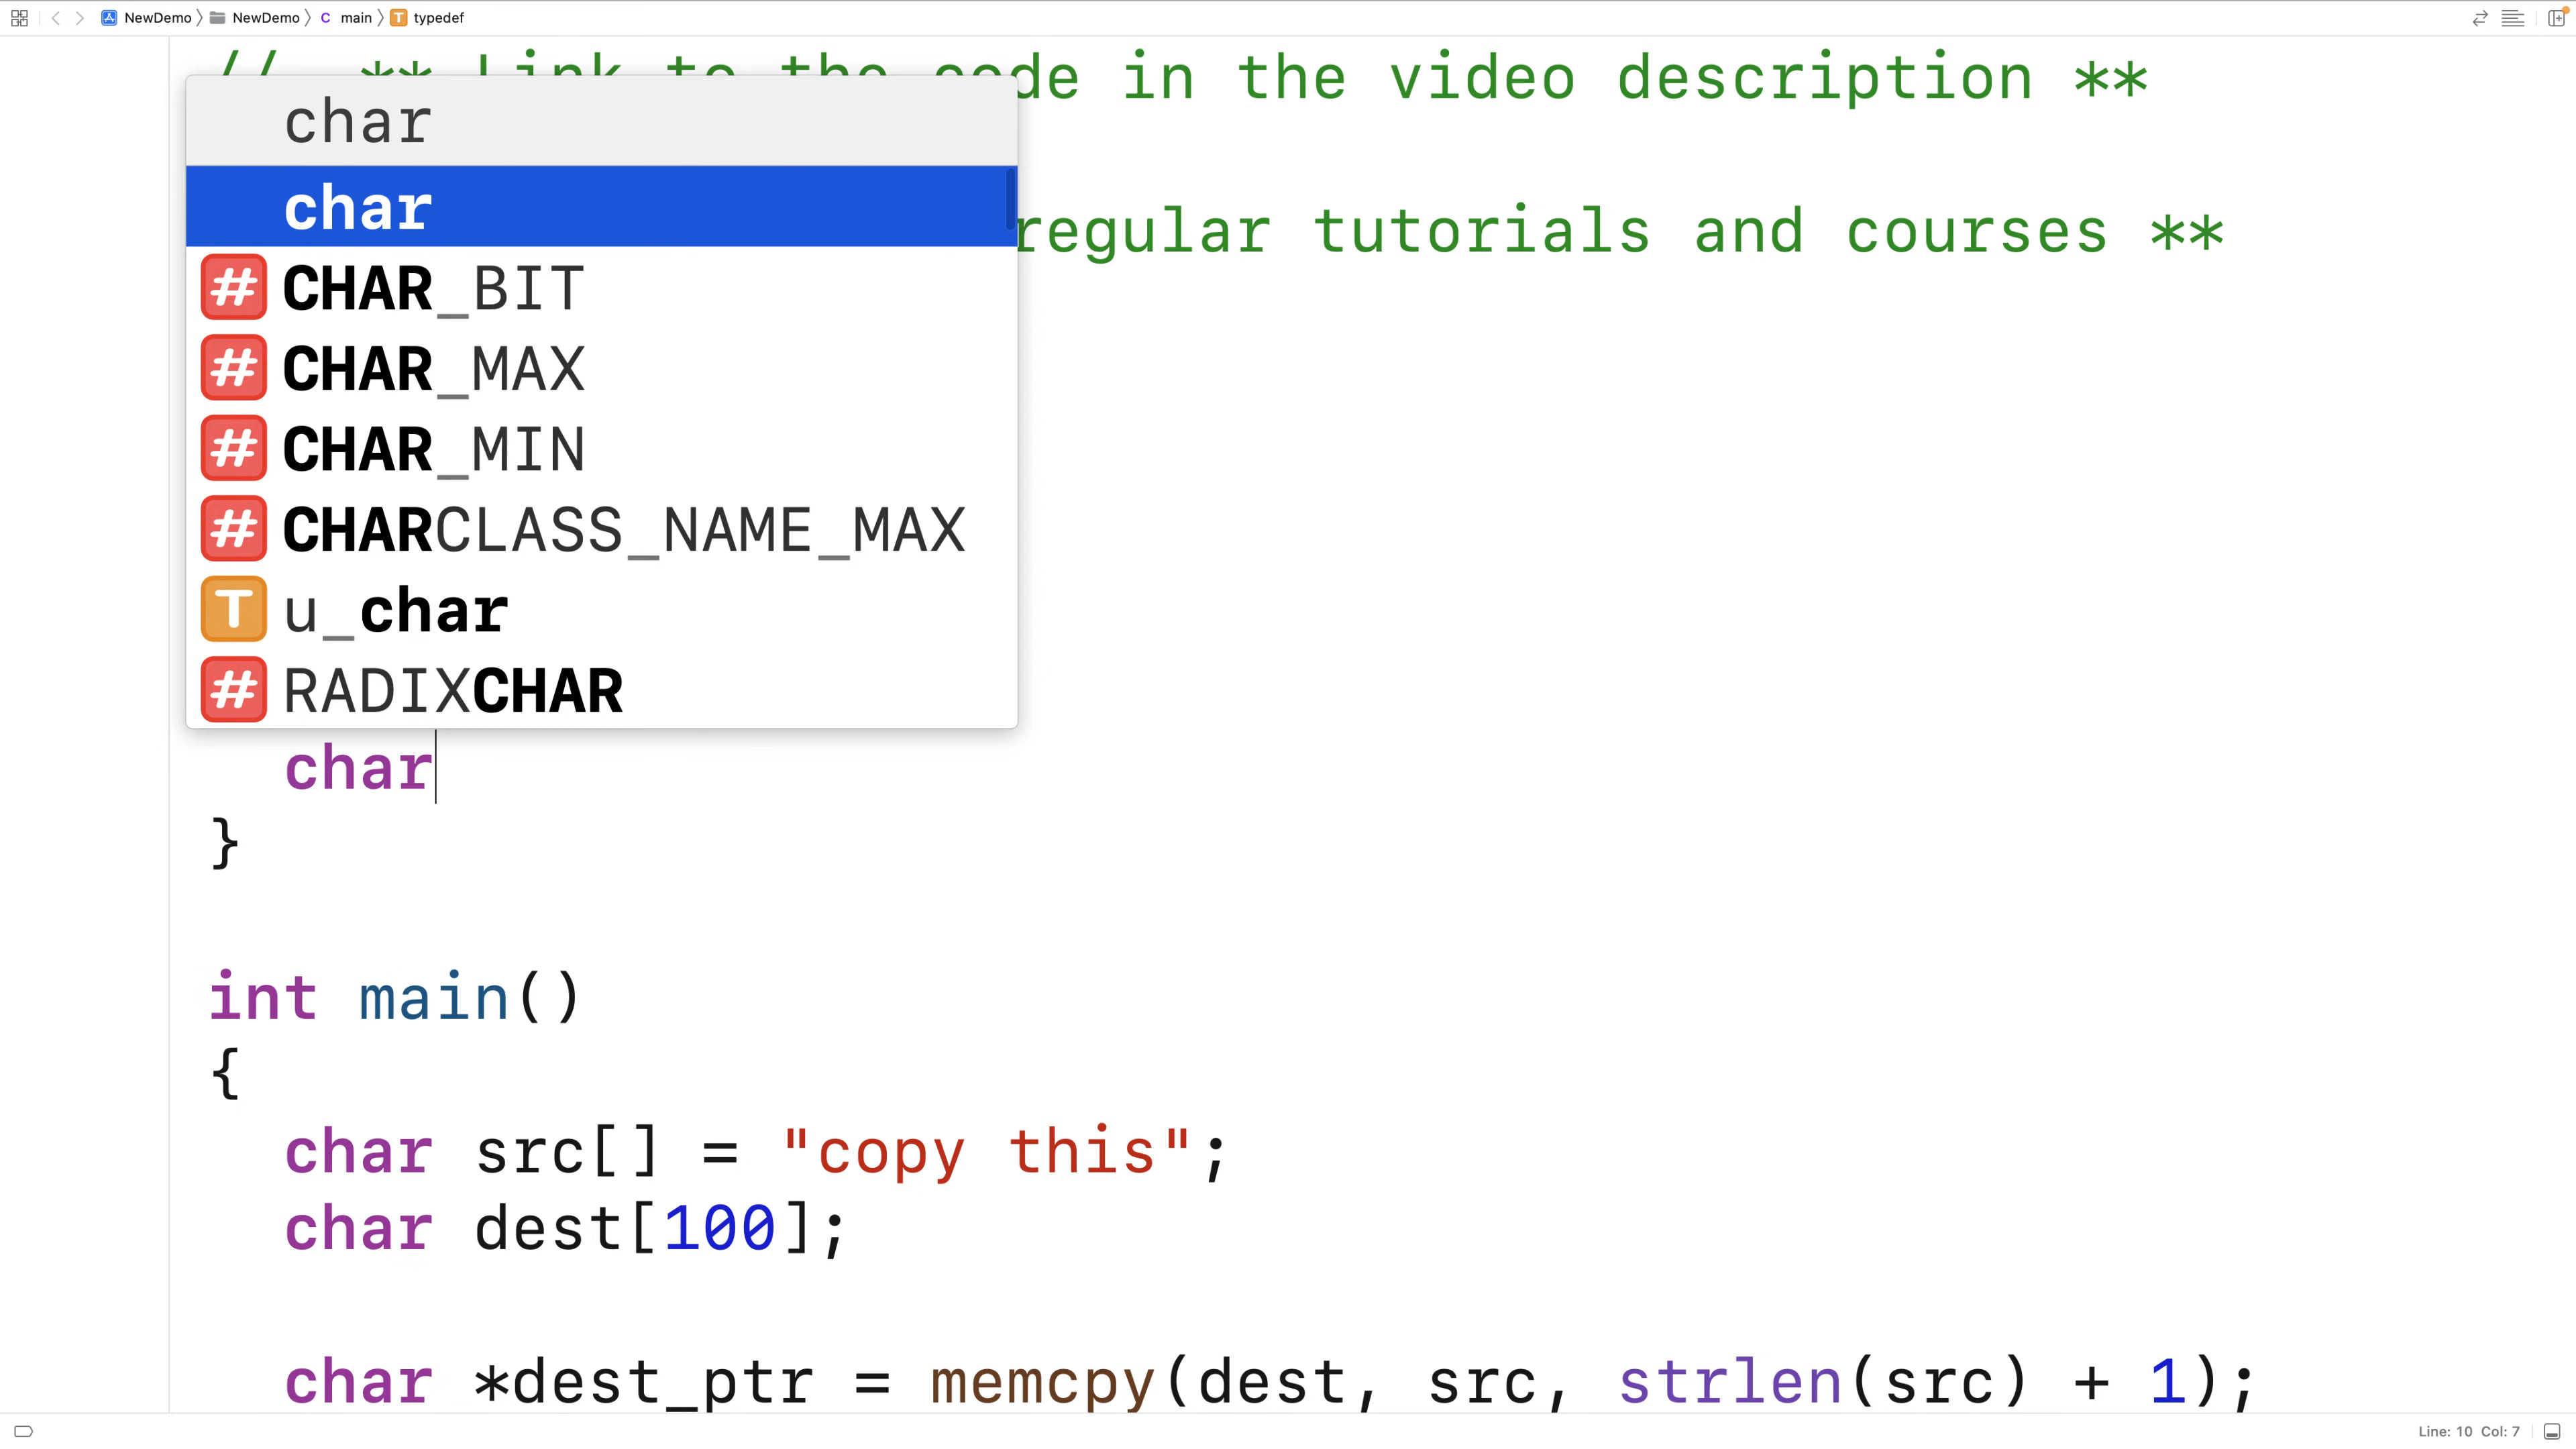 NewDemo NewDemo C main T typedef
// ** Link to the code in the video description **
char
char
regular tutorials and courses **
# CHAR_BIT
# CHAR_MAX
# CHAR_MIN
# CHARCLASS_NAME_MAX
T u_char
# RADIXCHAR
char
}
int main()
{
char src[] = "copy this";
char dest[100];
char *dest_ptr = memcpy(dest, src, strlen(src) + 1);
Line: 10 Col: 7